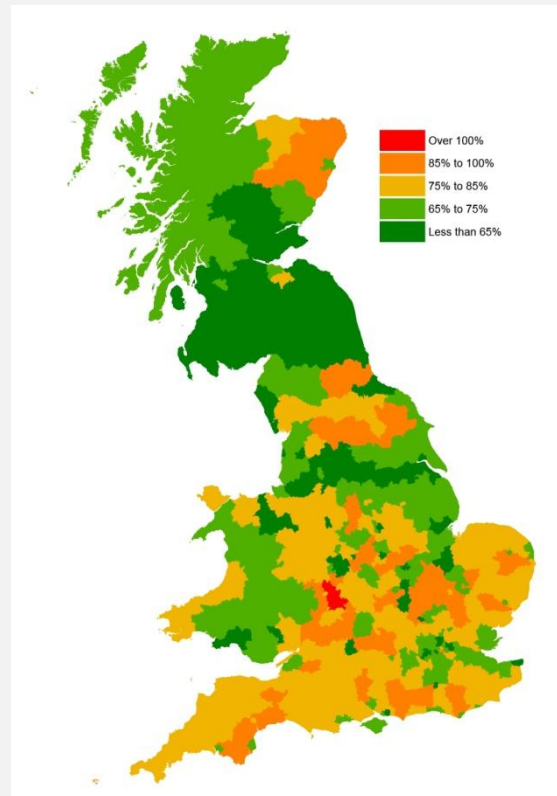 Over 100%
85% to 100%
75% to 85%
65% to 75%
Less than 65%